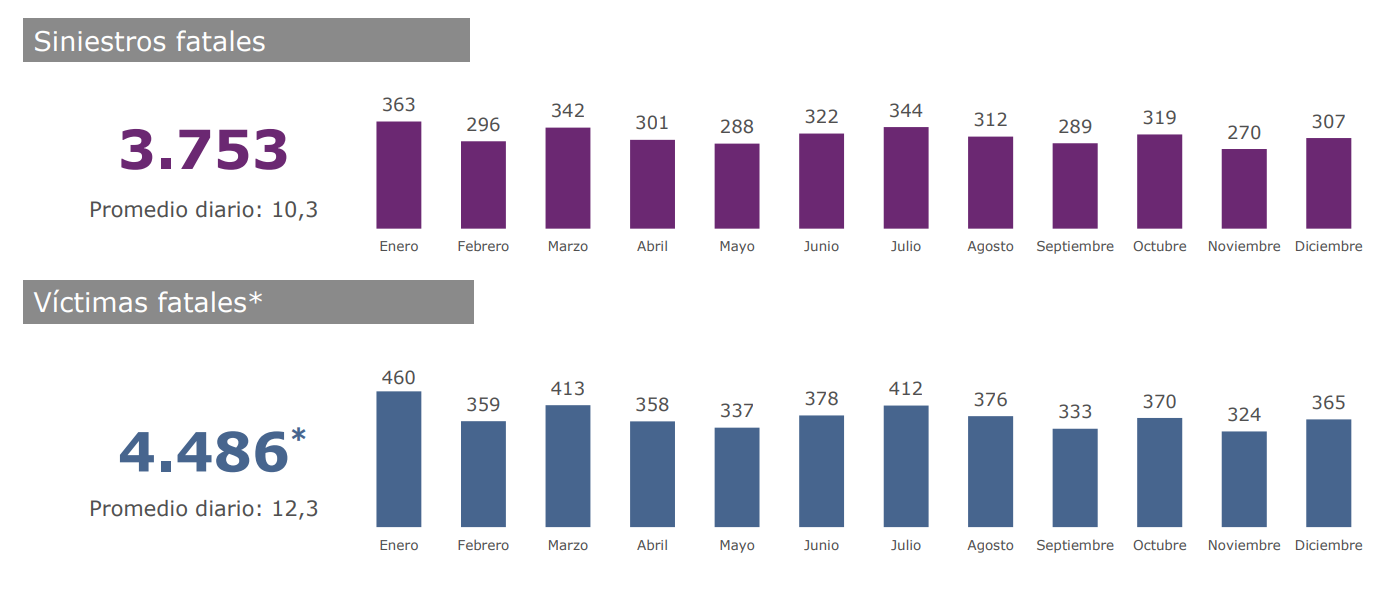 Siniestros fatales
3.753
Promedio diario: 10,3
363 296 342 301 288 322 344 312 289 319 270 307
Enero Febrero Marzo Abril Mayo Junio Julio Agosto Septiembre Octubre Noviembre Diciembre
Víctimas fatales*
4.486*
Promedio diario: 12,3
460 359 413 358 337 378 412 376 333 370 324 365
Enero Febrero Marzo Abril Mayo Junio Julio Agosto Septiembre Octubre Noviembre Diciembre